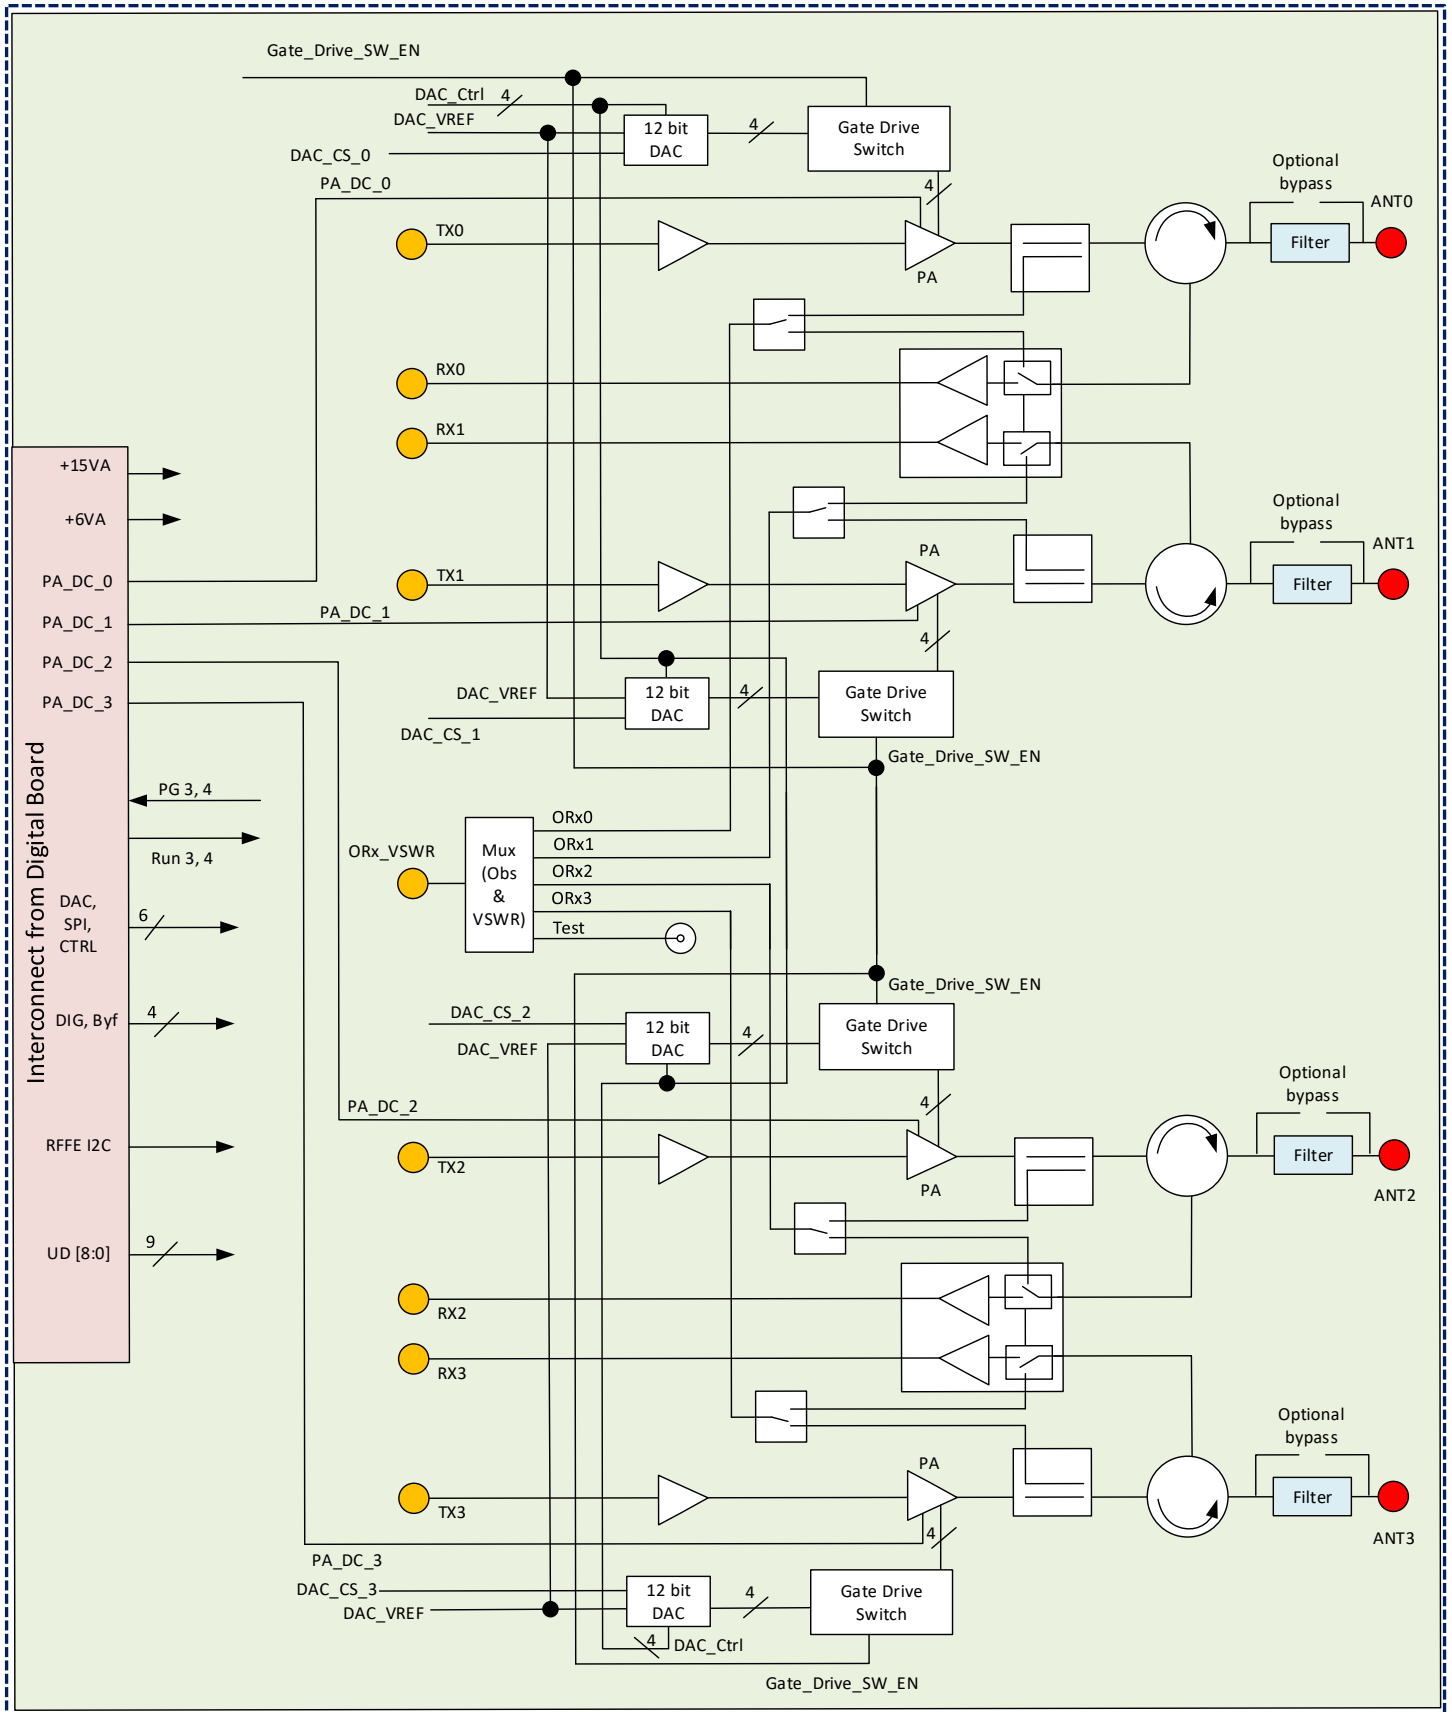 Gate_Drive_SW_EN
DAC_Ctrl
4
DAC_VREF
12 bit
DAC
4
Gate Drive
Switch
DAC_CS_0
PA_DC_0
4
Optional
bypass
ANT0
TX0
PA
Filter
RX0
RX1
+15VA
+6VA
PA_DC_0
PA_DC_1
PA_DC_2
PA_DC_3
Interconnect from Digital Board
PG 3, 4
Run 3, 4
DAC,
SPI,
CTRL
6
DIG, Byf
4
RFFE I2C
UD [8:0]
9
Optional
bypass
ANT1
PA
TX1
Filter
PA_DC_1
4
DAC_VREF
12 bit
DAC
4
Gate Drive
Switch
DAC_CS_1
Gate_Drive_SW_EN
ORx_VSWR
Mux
(Obs
&
VSWR)
ORx0
ORx1
ORx2
ORx3
Test
Gate_Drive_SW_EN
DAC_CS_2
12 bit
DAC
4
Gate Drive
Switch
DAC_VREF
PA_DC_2
4
Optional
bypass
TX2
PA
Filter
ANT2
RX2
RX3
Optional
bypass
PA
TX3
Filter
ANT3
4
PA_DC_3
DAC_CS_3
DAC_VREF
12 bit
DAC
4
Gate Drive
Switch
4
DAC_Ctrl
Gate_Drive_SW_EN